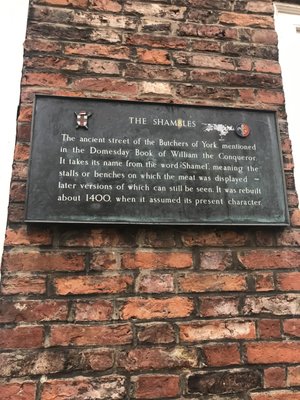 THE SHAMBLES
The ancient street of the Butchers of York mentioned
in the Domesday Book of William the Conqueror.
It takes its name from the word 'Shamel', meaning the
stalls or benches on which the meat was displayed –
later versions of which can still be seen. It was rebuilt
about 1400, when it assumed its present character.